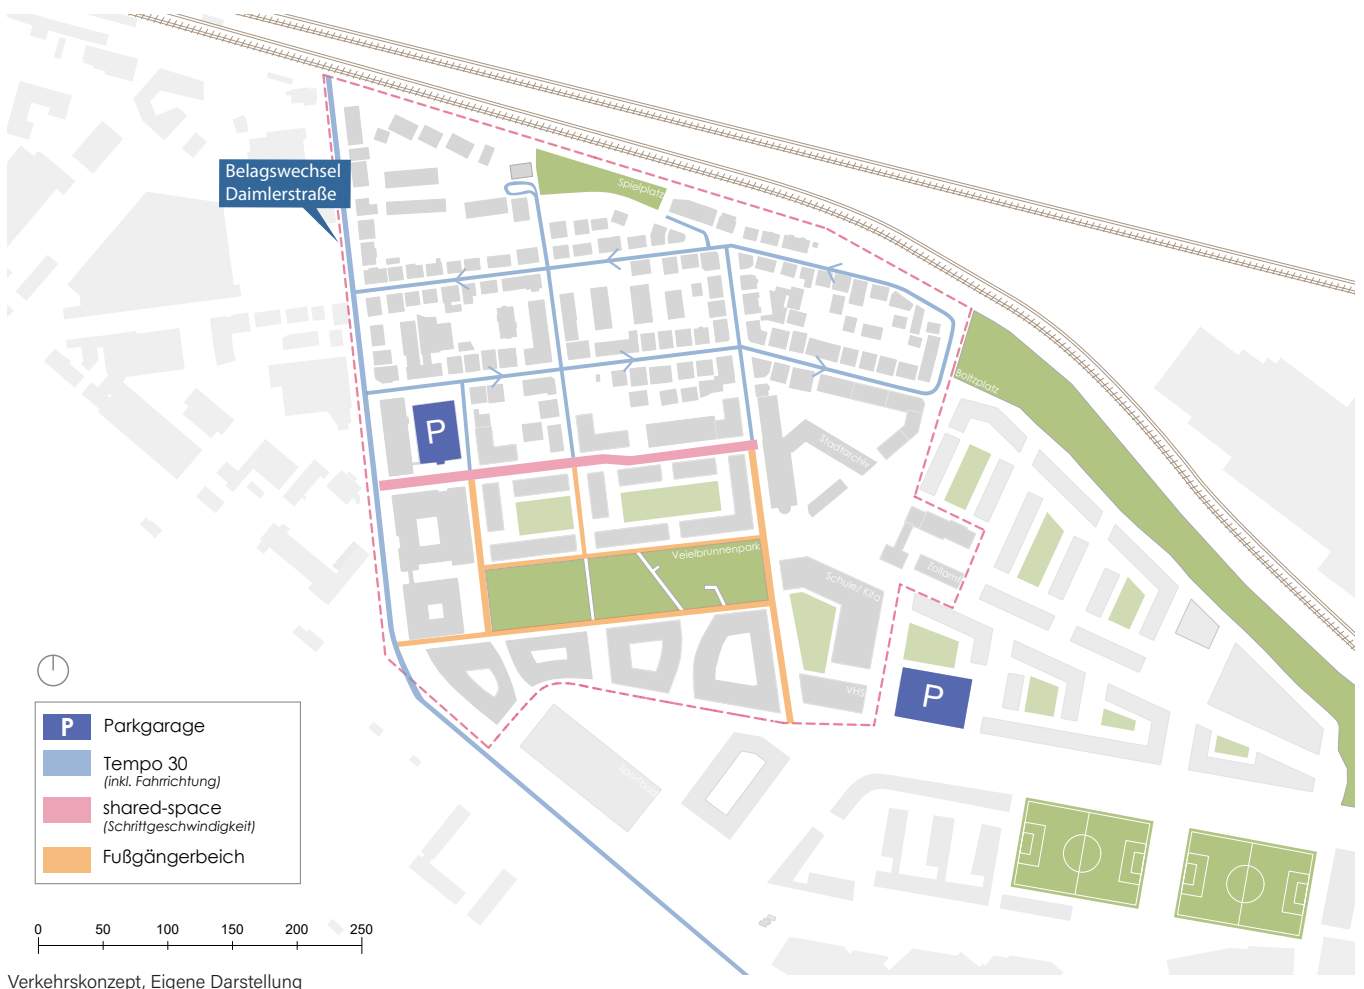 Belagswechsel
Daimlerstraße
Spielplatz
Boltzplatz
P
Stadtarchiv
Veielbrunnenpark
Zollamt
Schule/ Kita
VHS
P
Sportbad
P Parkgarage
Tempo 30
(inkl. Fahrrichtung)
shared-space
(Schrittgeschwindigkeit)
Fußgängerbeich
0 50 100 150 200 250
Verkehrskonzept, Eigene Darstellung